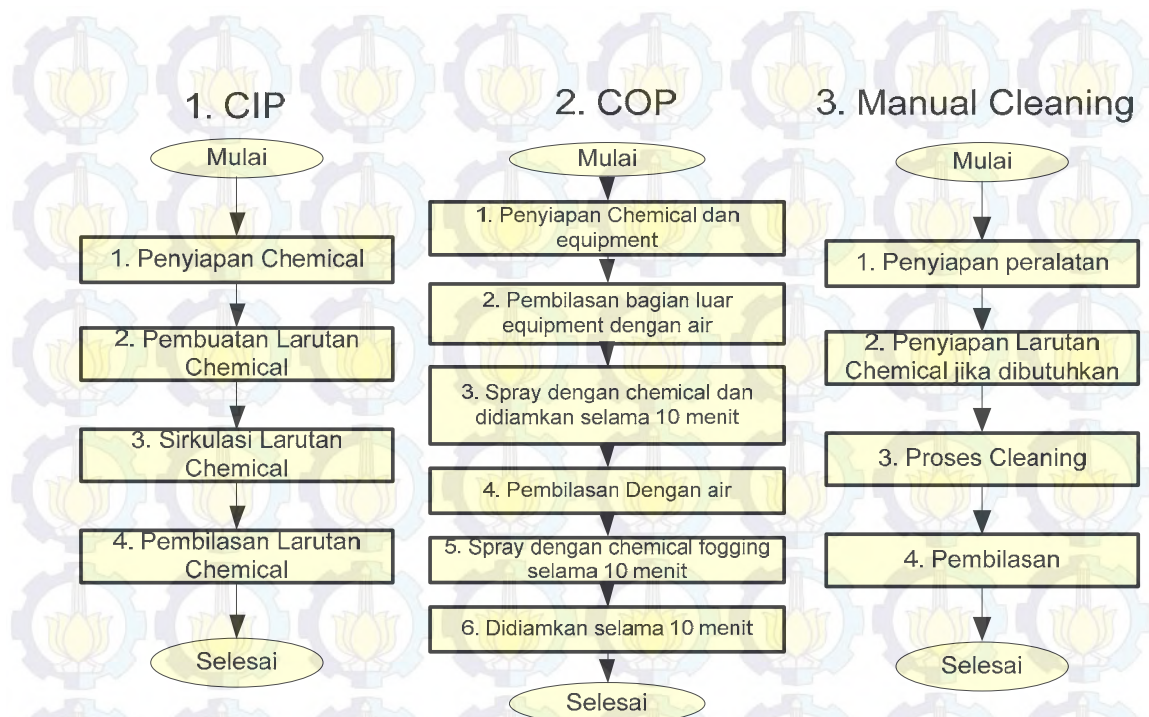 1. CIP
Mulai
1. Penyiapan Chemical
2. Pembuatan Larutan
Chemical
3. Sirkulasi Larutan
Chemical
4. Pembilasan Larutan
Chemical
Selesai
2. COP
Mulai
1. Penyiapan Chemical dan
equipment
2. Pembilasan bagian luar
equipment dengan air
3. Spray dengan chemical dan
didiamkan selama 10 menit
4. Pembilasan Dengan air
5. Spray dengan chemical fogging
selama 10 menit
6. Didiamkan selama 10 menit
Selesai
3. Manual Cleaning
Mulai
1. Penyiapan peralatan
2. Penyiapan Larutan
Chemical jika dibutuhkan
3. Proses Cleaning
4. Pembilasan
Selesai